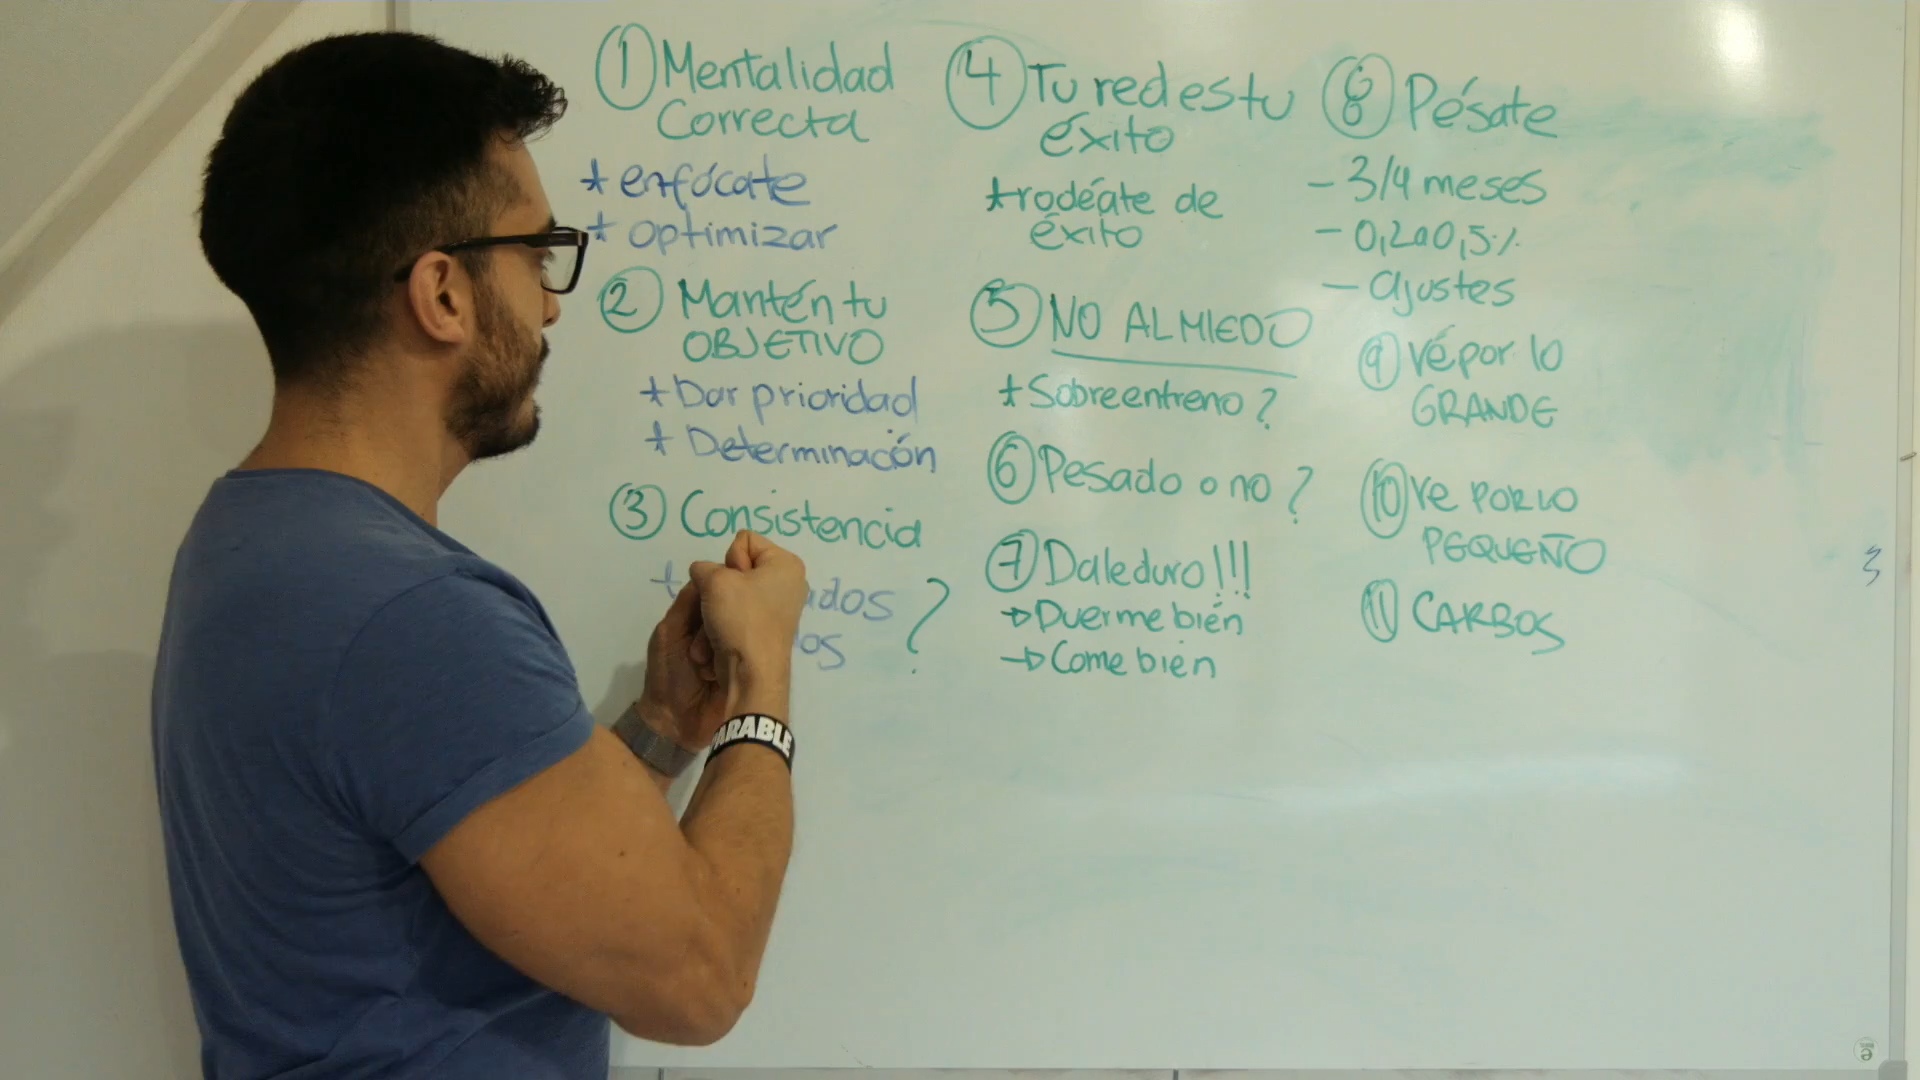 1 Mentalidad
Correcta
* enfócate
* optimizar
2 Mantén tu
OBJETIVO
* Dar prioridad
* Determinación
3 Consistencia
4 Tu red es tu
éxito
* rodéate de
éxito
5 NO AL MIEDO
* Sobreentreno?
6 Pesado o no?
7 Dale duro!!!
→ Duerme bién
→ Come bien
8 Pésate
- 3/4 meses
- 0,2 a 0,5%
- ajustes
9 Vé por lo
GRANDE
10 Ve POR LO
PEQUEÑO
11 CARBOS